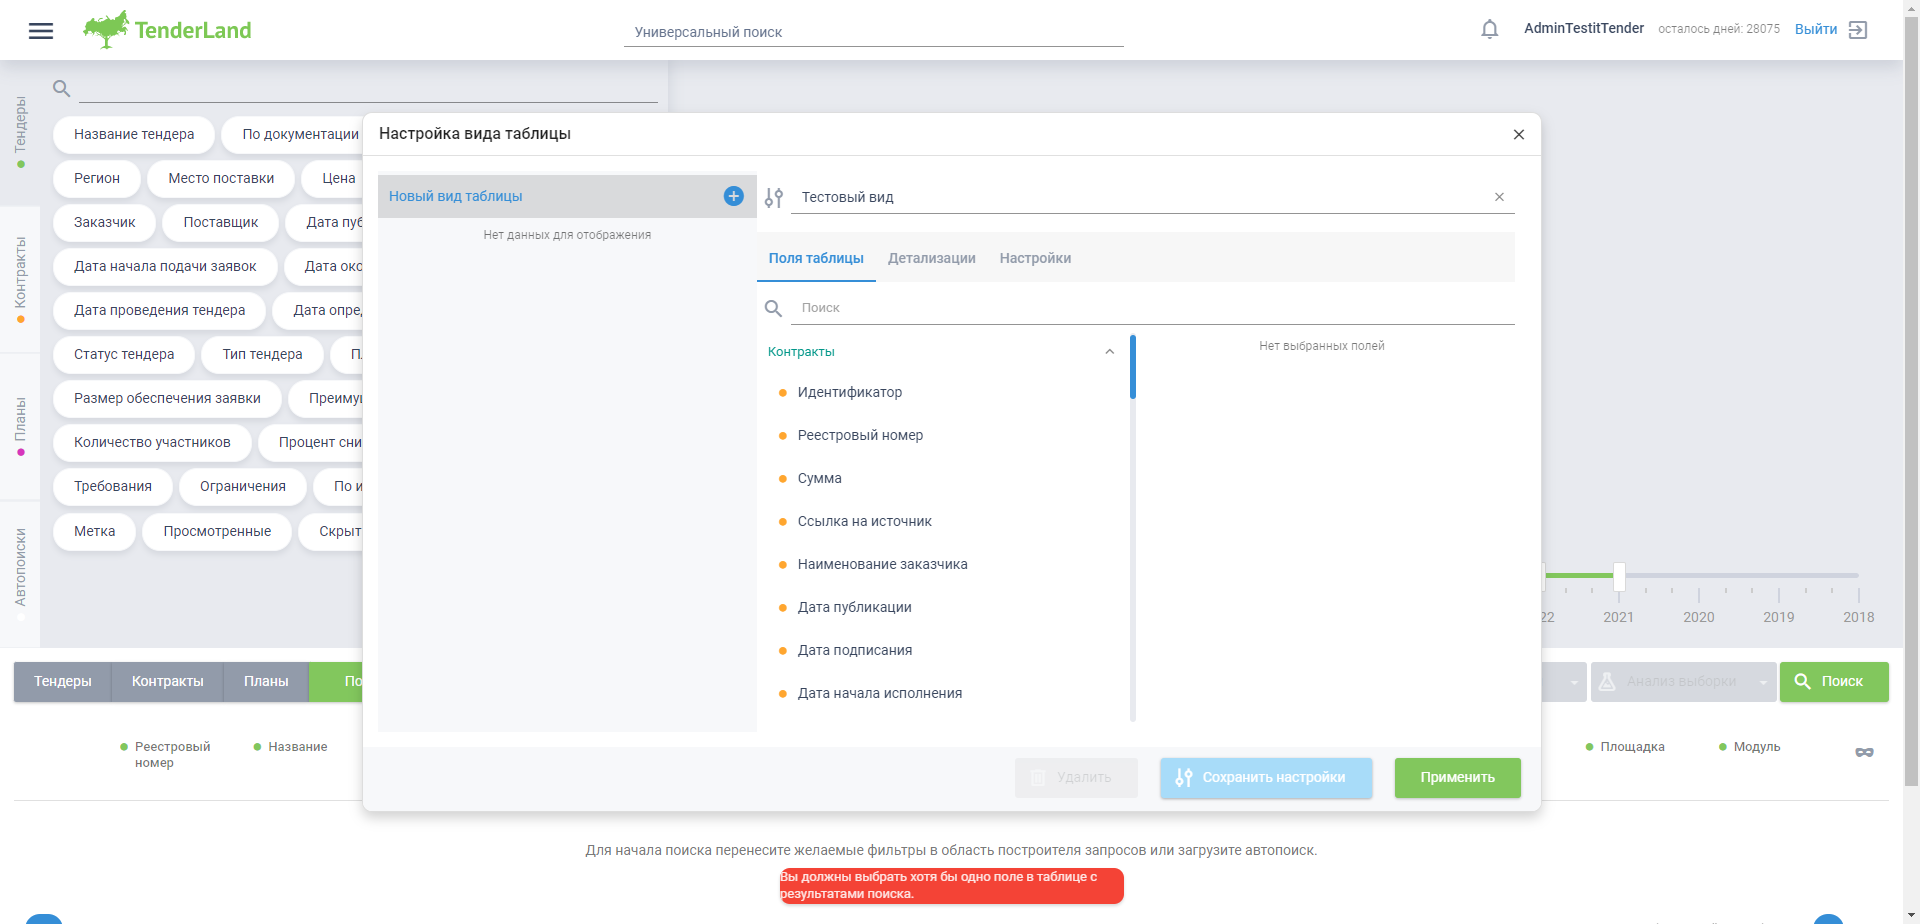 TenderLand
Универсальный поиск
AdminTestitTender
осталось дней: 28075
Выйти
Тендеры
Контракты
Планы
Автопоиски
Название тендера
По документации
Регион
Место поставки
Цена
Заказчик
Поставщик
Дата пуб
Дата начала подачи заявок
Дата око
Дата проведения тендера
Дата опре
Статус тендера
Тип тендера
Размер обеспечения заявки
Преиму
Количество участников
Процент сни
Требования
Ограничения
По и
Метка
Просмотренные
Скрыт
Настройка вида таблицы
Новый вид таблицы
Нет данных для отображения
Тестовый вид
Поля таблицы
Детализации
Настройки
Поиск
Контракты
Идентификатор
Реестровый номер
Сумма
Ссылка на источник
Наименование заказчика
Дата публикации
Дата подписания
Дата начала исполнения
Нет выбранных полей
Удалить
Сохранить настройки
Применить
22
2021
2020
2019
2018
Тендеры
Контракты
Планы
По
Анализ выборки
Поиск
Реестровый
номер
Название
Площадка
Модуль
Для начала поиска перенесите желаемые фильтры в область построителя запросов или загрузите автопоиск.
Вы должны выбрать хотя бы одно поле в таблице с
результатами поиска.